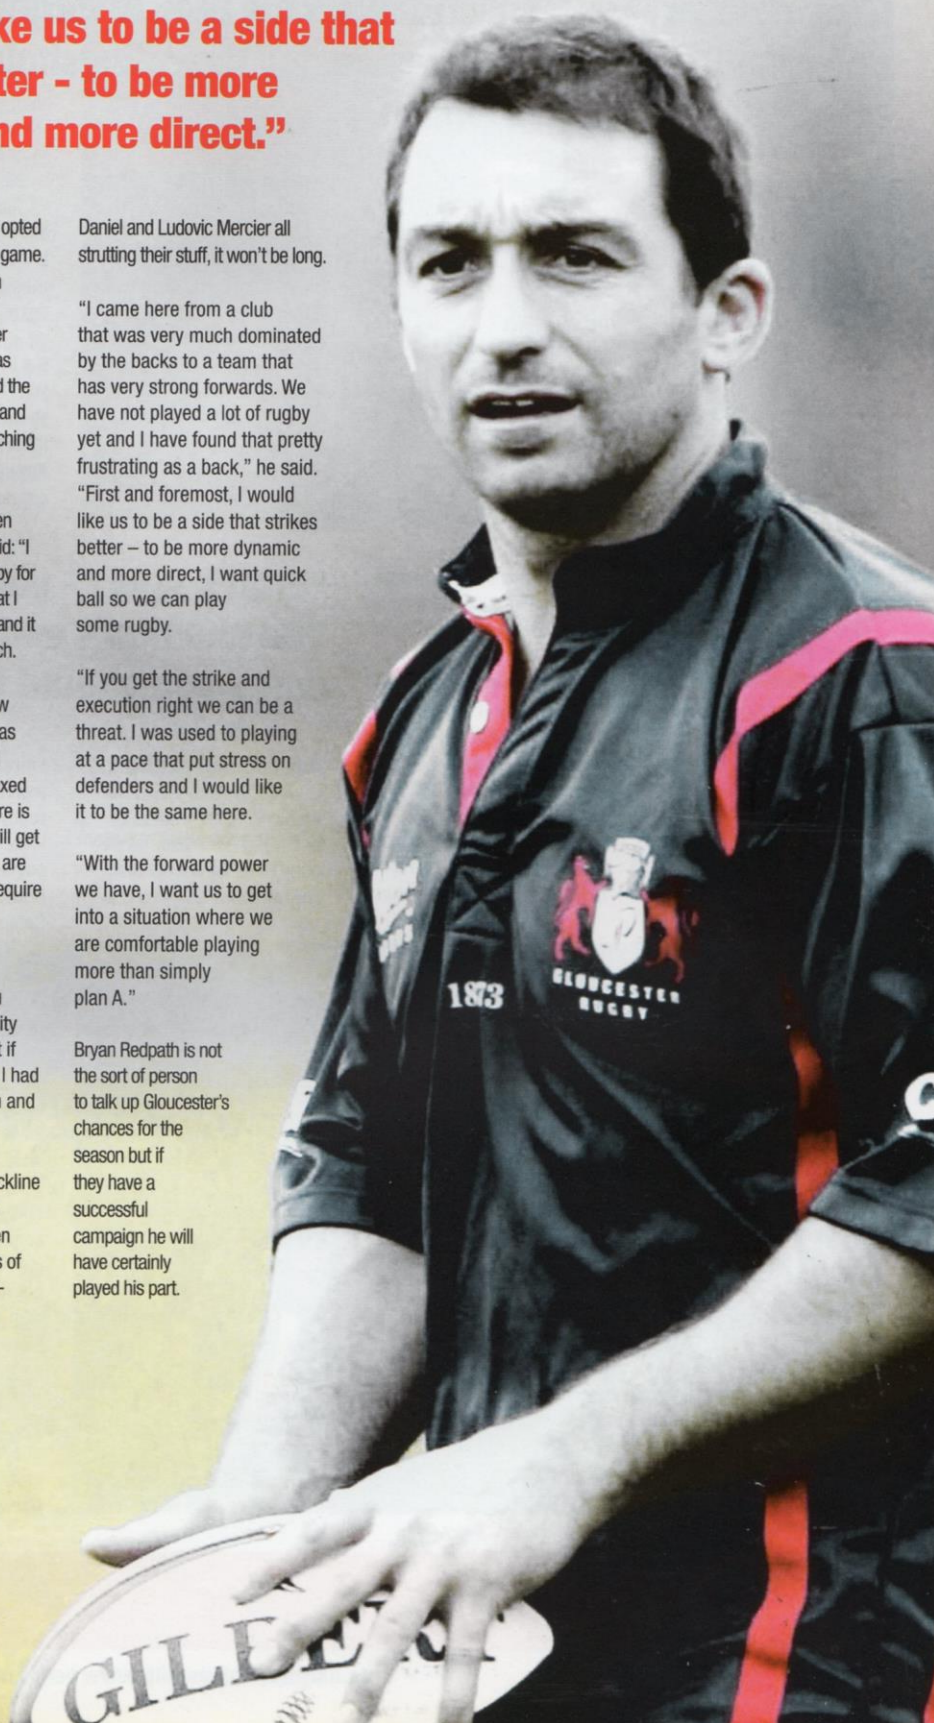 ke us to be a side that
ter - to be more
nd more direct.”
opted
game.
er
as
d the
and
ching
en
id: “I
by for
at I
and it
ch.
w
as
xed
re is
ill get
are
equire
ity
t if
I had
n and
ckline
en
s of
-
Daniel and Ludovic Mercier all
strutting their stuff, it won’t be long.
“I came here from a club
that was very much dominated
by the backs to a team that
has very strong forwards. We
have not played a lot of rugby
yet and I have found that pretty
frustrating as a back,” he said.
“First and foremost, I would
like us to be a side that strikes
better – to be more dynamic
and more direct, I want quick
ball so we can play
some rugby.
“If you get the strike and
execution right we can be a
threat. I was used to playing
at a pace that put stress on
defenders and I would like
it to be the same here.
“With the forward power
we have, I want us to get
into a situation where we
are comfortable playing
more than simply
plan A.”
Bryan Redpath is not
the sort of person
to talk up Gloucester’s
chances for the
season but if
they have a
successful
campaign he will
have certainly
played his part.
1873
GLOUCESTER
RUGBY
GILBERT